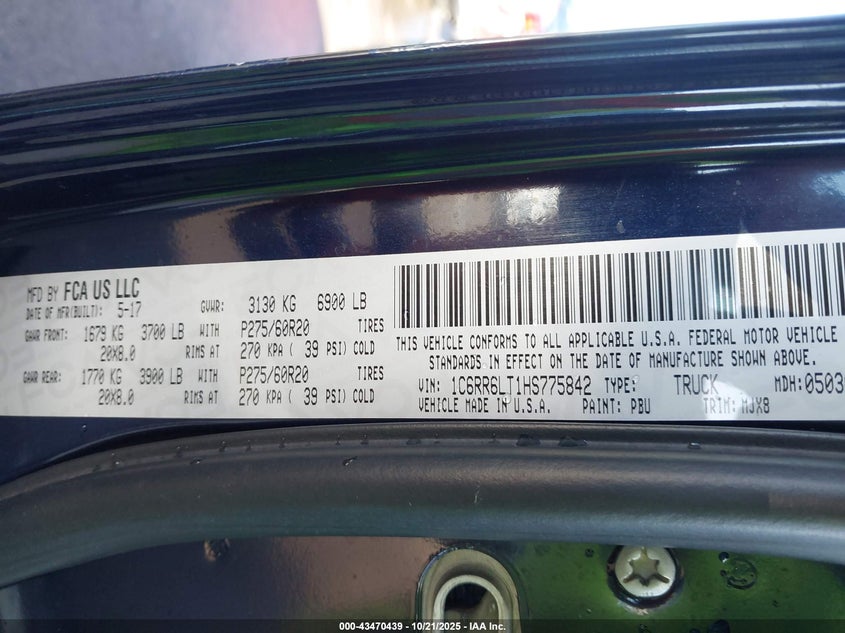 MFD BY FCA US LLC
DATE OF MFR(BUILT): 5-17 GVWR: 3130 KG 6900 LB
GAWR FRONT: 1679 KG 3700 LB WITH P275/60R20 TIRES
20X8.0 RIMS AT 270 KPA ( 39 PSI) COLD
GAWR REAR: 1770 KG 3900 LB WITH P275/60R20 TIRES
20X8.0 RIMS AT 270 KPA ( 39 PSI) COLD
THIS VEHICLE CONFORMS TO ALL APPLICABLE U.S.A. FEDERAL MOTOR VEHICLE
STANDARDS IN EFFECT ON THE DATE OF MANUFACTURE SHOWN ABOVE.
VIN: 1C6RR6LT1HS775842 TYPE: TRUCK MDH:0503
VEHICLE MADE IN U.S.A. PAINT: PBU TRIM: MJX8
000-43470439 - 10/21/2025 - IAA Inc.